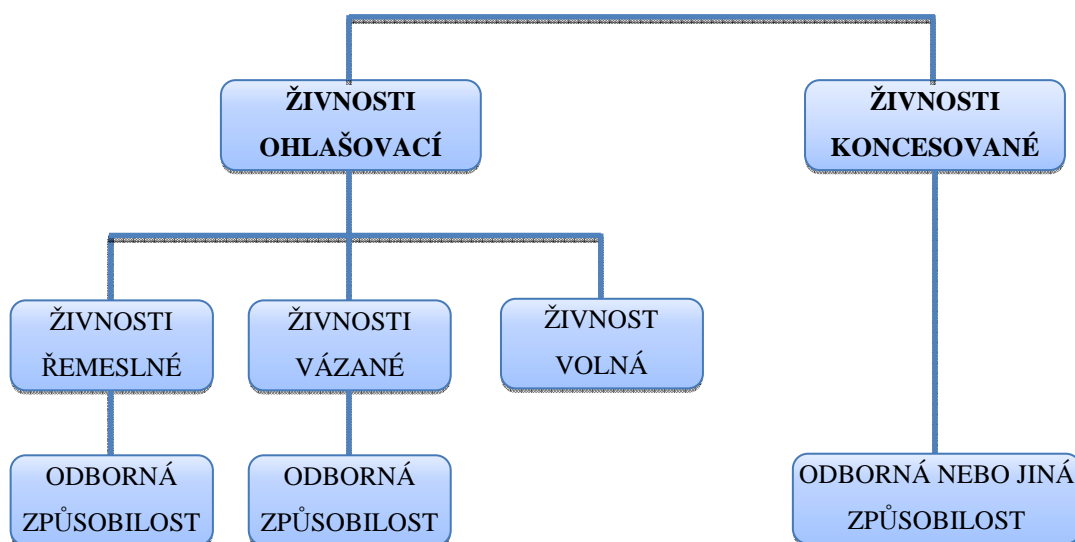 ŽIVNOSTI
OHLAŠOVACÍ
ŽIVNOSTI
KONCESOVANÉ
ŽIVNOSTI
ŘEMESLNÉ
ŽIVNOSTI
VÁZANÉ
ŽIVNOST
VOLNÁ
ODBORNÁ
ZPŮSOBILOST
ODBORNÁ
ZPŮSOBILOST
ODBORNÁ NEBO JINÁ
ZPŮSOBILOST